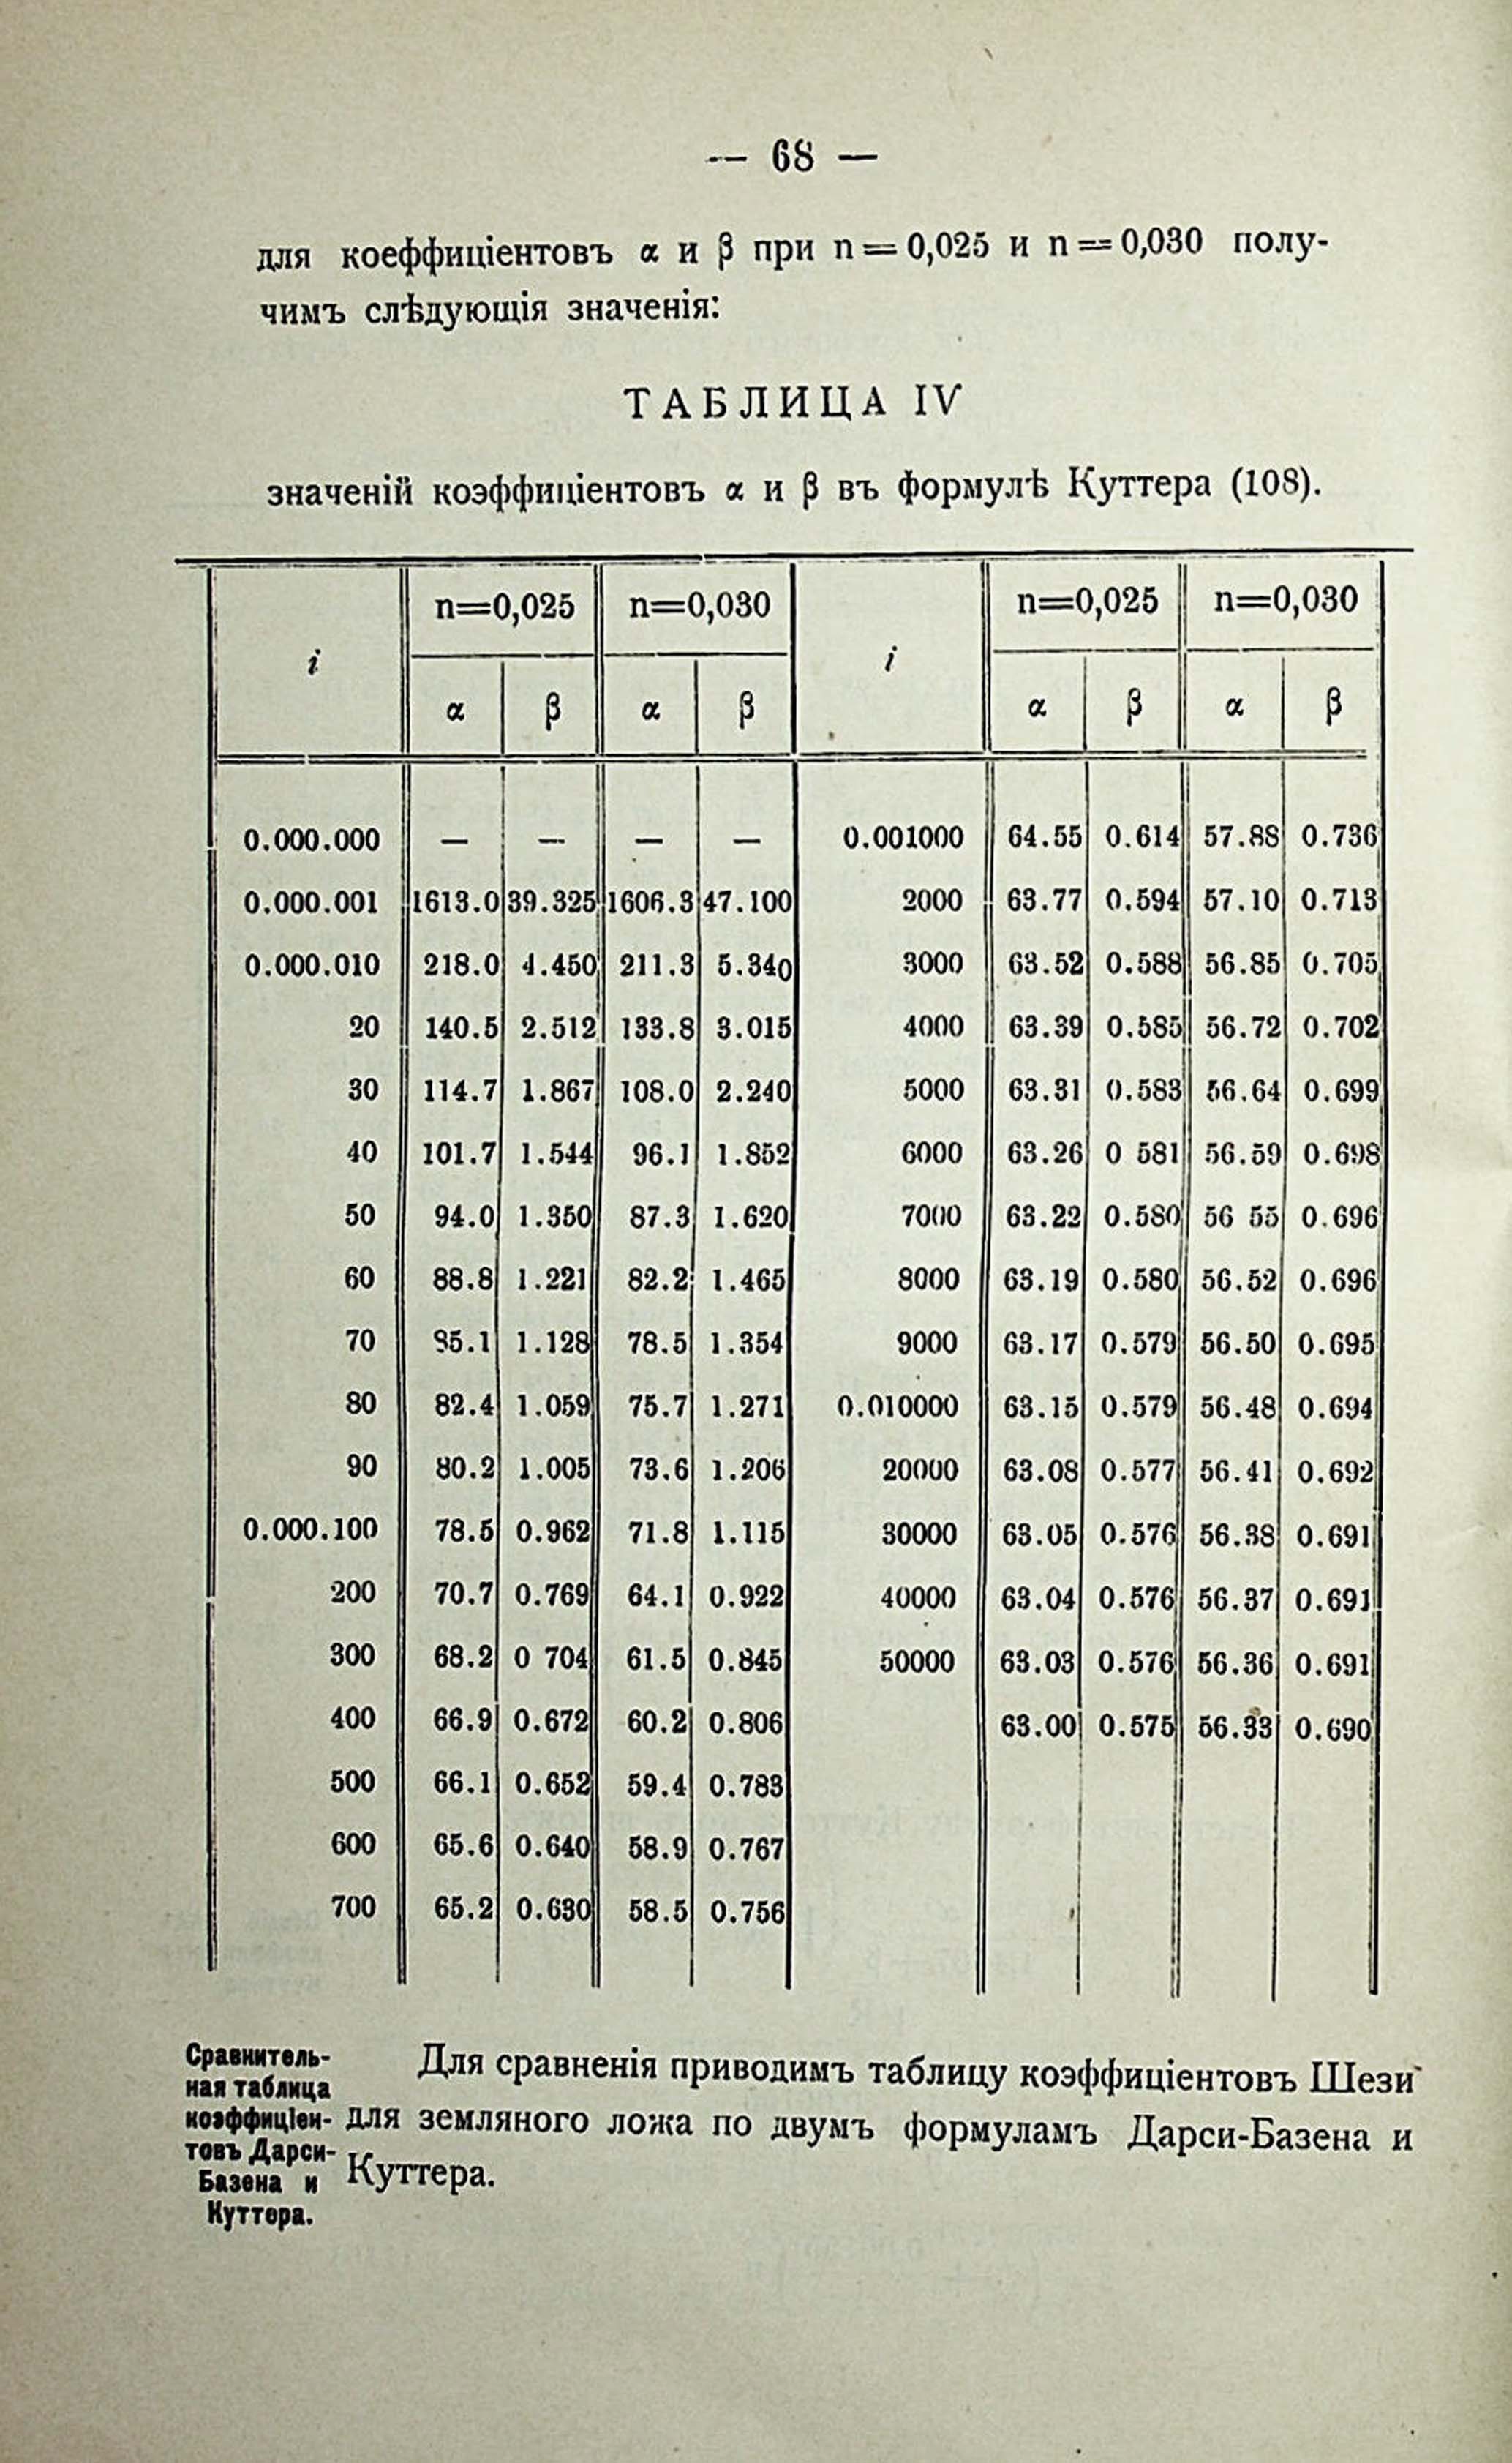 — 68 —
для коеффиціентовъ α и β при n = 0,025 и n = 0,030 полу-
чимъ слѣдующія значенія:
ТАБЛИЦА IV
значеній коэффиціентовъ α и β въ формулѣ Куттера (108).
i n=0,025 n=0,030 i n=0,025 n=0,030
α β α β α β α β
0.000.000 — — — — 0.001000 64.55 0.614 57.88 0.736
0.000.001 1613.0 39.325 1606.3 47.100 2000 63.77 0.594 57.10 0.713
0.000.010 218.0 4.450 211.3 5.340 3000 63.52 0.588 56.85 0.705
20 140.5 2.512 133.8 3.015 4000 63.39 0.585 56.72 0.702
30 114.7 1.867 108.0 2.240 5000 63.31 0.583 56.64 0.699
40 101.7 1.544 96.1 1.852 6000 63.26 0 581 56.59 0.698
50 94.0 1.350 87.3 1.620 7000 63.22 0.580 56 55 0.696
60 88.8 1.221 82.2 1.465 8000 63.19 0.580 56.52 0.696
70 85.1 1.128 78.5 1.354 9000 63.17 0.579 56.50 0.695
80 82.4 1.059 75.7 1.271 0.010000 63.15 0.579 56.48 0.694
90 80.2 1.005 73.6 1.206 20000 63.08 0.577 56.41 0.692
0.000.100 78.5 0.962 71.8 1.115 30000 63.05 0.576 56.38 0.691
200 70.7 0.769 64.1 0.922 40000 63.04 0.576 56.37 0.691
300 68.2 0 704 61.5 0.845 50000 63.03 0.576 56.36 0.691
400 66.9 0.672 60.2 0.806 63.00 0.575 56.33 0.690
500 66.1 0.652 59.4 0.783
600 65.6 0.640 58.9 0.767
700 65.2 0.630 58.5 0.756
Сравнитель-
ная таблица
коэффиціен-
товъ Дарси-
Базена и
Куттера.
Для сравненія приводимъ таблицу коэффиціентовъ Шези
для земляного ложа по двумъ формуламъ Дарси-Базена и
Куттера.